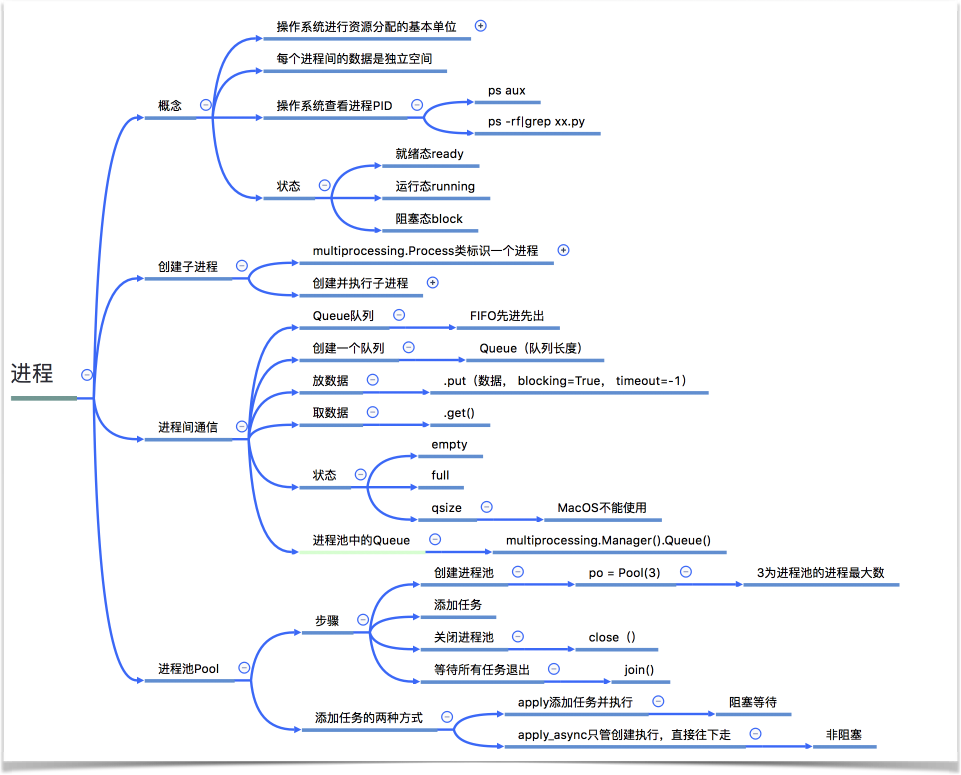 进程
概念
操作系统进行资源分配的基本单位
每个进程间的数据是独立空间
操作系统查看进程PID
ps aux
ps -rf|grep xx.py
状态
就绪态ready
运行态running
阻塞态block
创建子进程
multiprocessing.Process类标识一个进程
创建并执行子进程
进程间通信
Queue队列
FIFO先进先出
创建一个队列
Queue（队列长度）
放数据
.put（数据， blocking=True， timeout=-1）
取数据
.get()
状态
empty
full
qsize
MacOS不能使用
进程池中的Queue
multiprocessing.Manager().Queue()
进程池Pool
步骤
创建进程池
po = Pool(3)
3为进程池的进程最大数
添加任务
关闭进程池
close（）
等待所有任务退出
join()
添加任务的两种方式
apply添加任务并执行
阻塞等待
apply_async只管创建执行，直接往下走
非阻塞